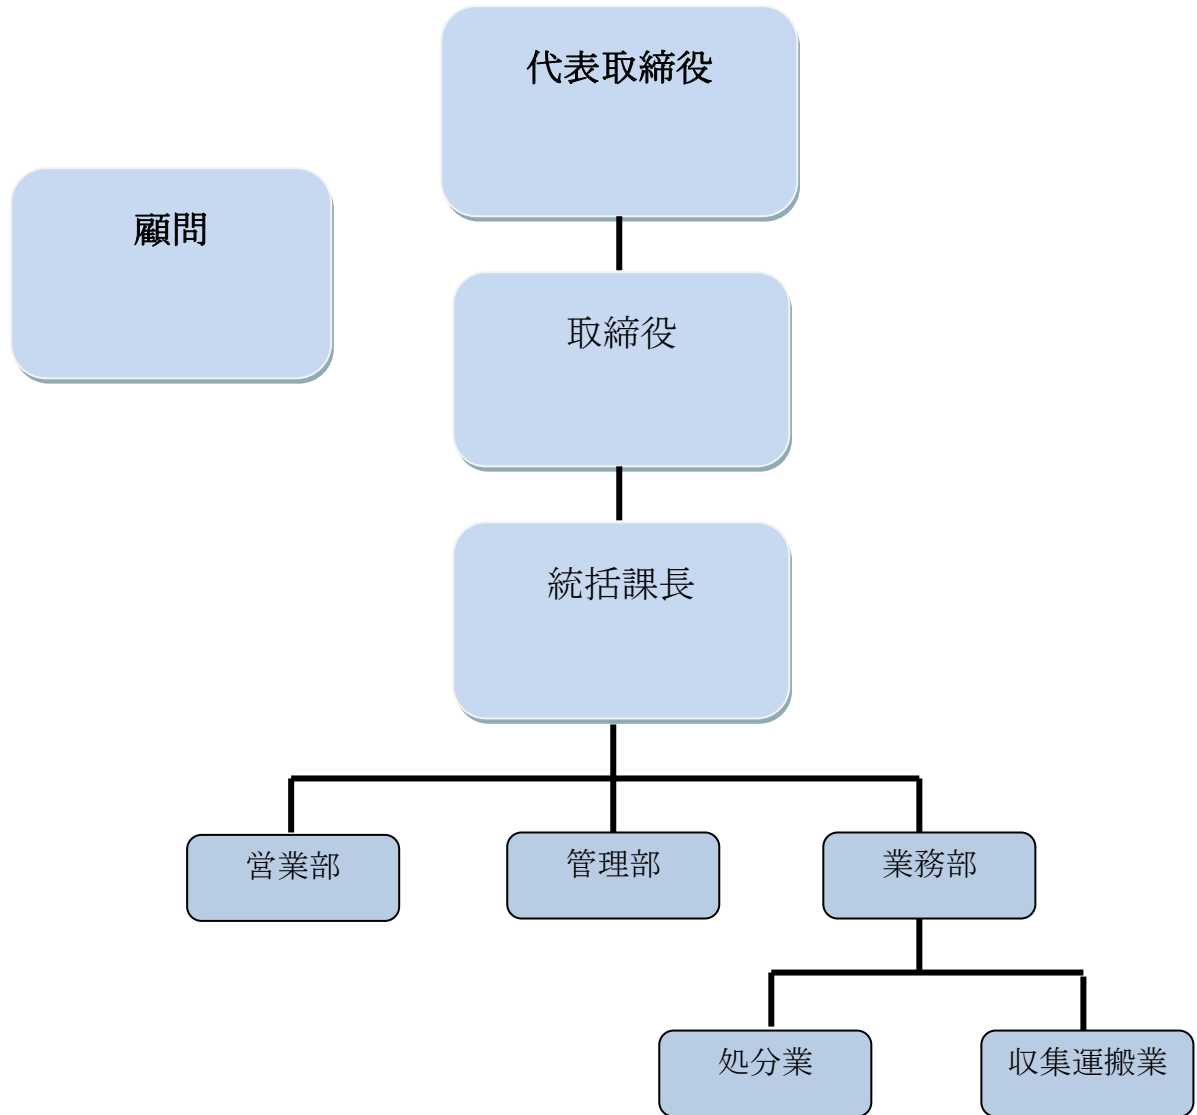 代表取締役
顧問
取締役
統括課長
営業部
管理部
業務部
処分業
収集運搬業